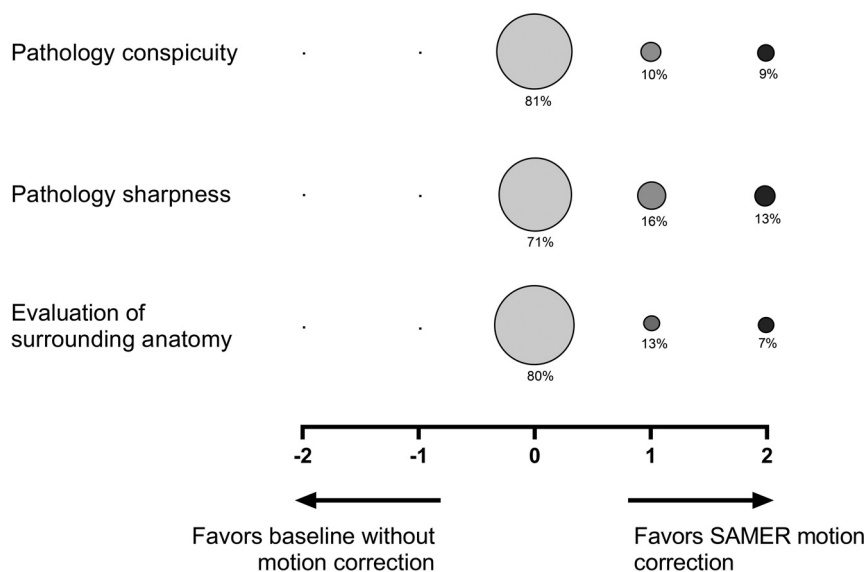 Pathology conspicuity
81%
10%
9%
Pathology sharpness
71%
16%
13%
Evaluation of
surrounding anatomy
80%
13%
7%
-2 -1 0 1 2
Favors baseline without
motion correction
Favors SAMER motion
correction